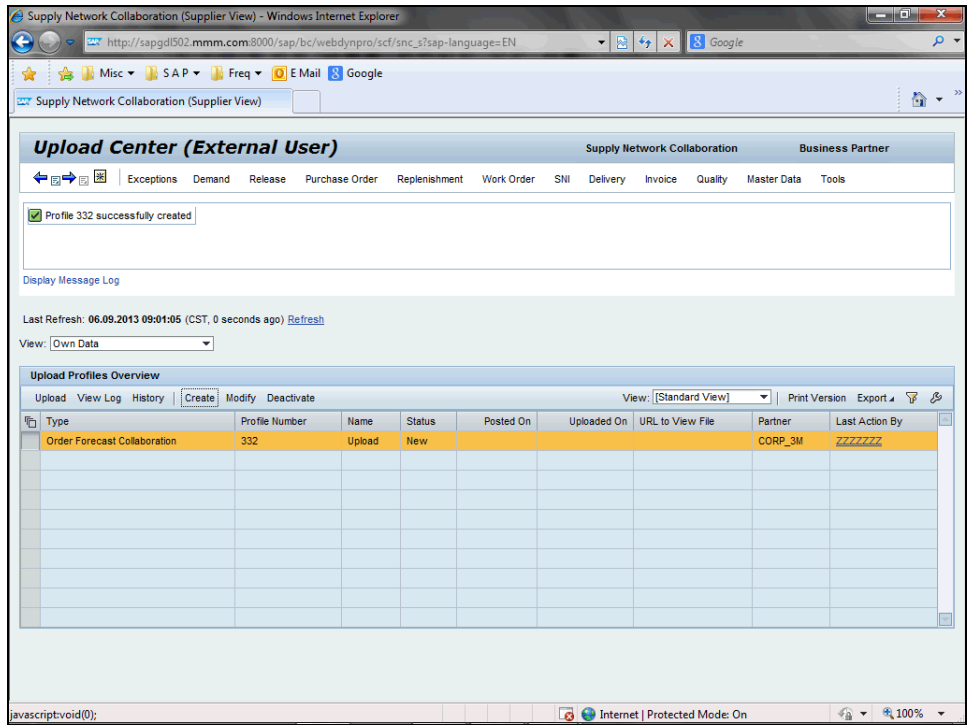 Supply Network Collaboration (Supplier View) - Windows Internet Explorer
http://sapgdl502.mmm.com:8000/sap/bc/webdynpro/scf/snc_s?sap-language=EN
Google
Misc SAP Freq E Mail Google
Supply Network Collaboration (Supplier View)
Upload Center (External User) Supply Network Collaboration Business Partner
Exceptions Demand Release Purchase Order Replenishment Work Order SNI Delivery Invoice Quality Master Data Tools
Profile 332 successfully created
Display Message Log
Last Refresh: 06.09.2013 09:01:05 (CST, 0 seconds ago) Refresh
View: Own Data
Upload Profiles Overview
Upload View Log History Create Modify Deactivate View: [Standard View] Print Version Export
Type Profile Number Name Status Posted On Uploaded On URL to View File Partner Last Action By
Order Forecast Collaboration 332 Upload New CORP_3M ZZZZZZZ
javascript:void(0); Internet | Protected Mode: On 100%